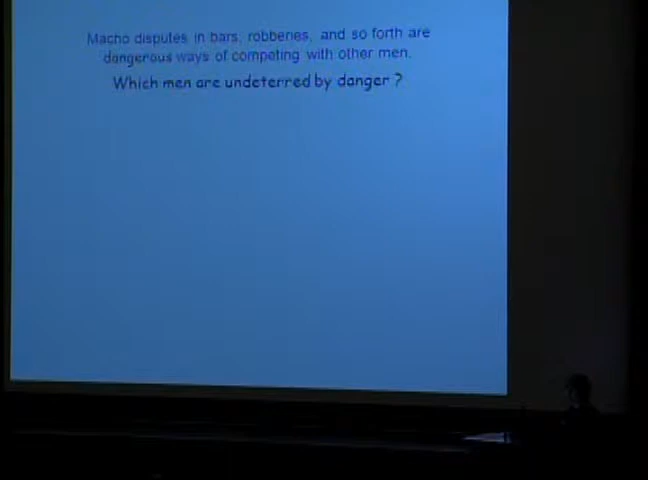 Macho disputes in bars, robberies, and so forth are
dangerous ways of competing with other men.
Which men are undeterred by danger ?